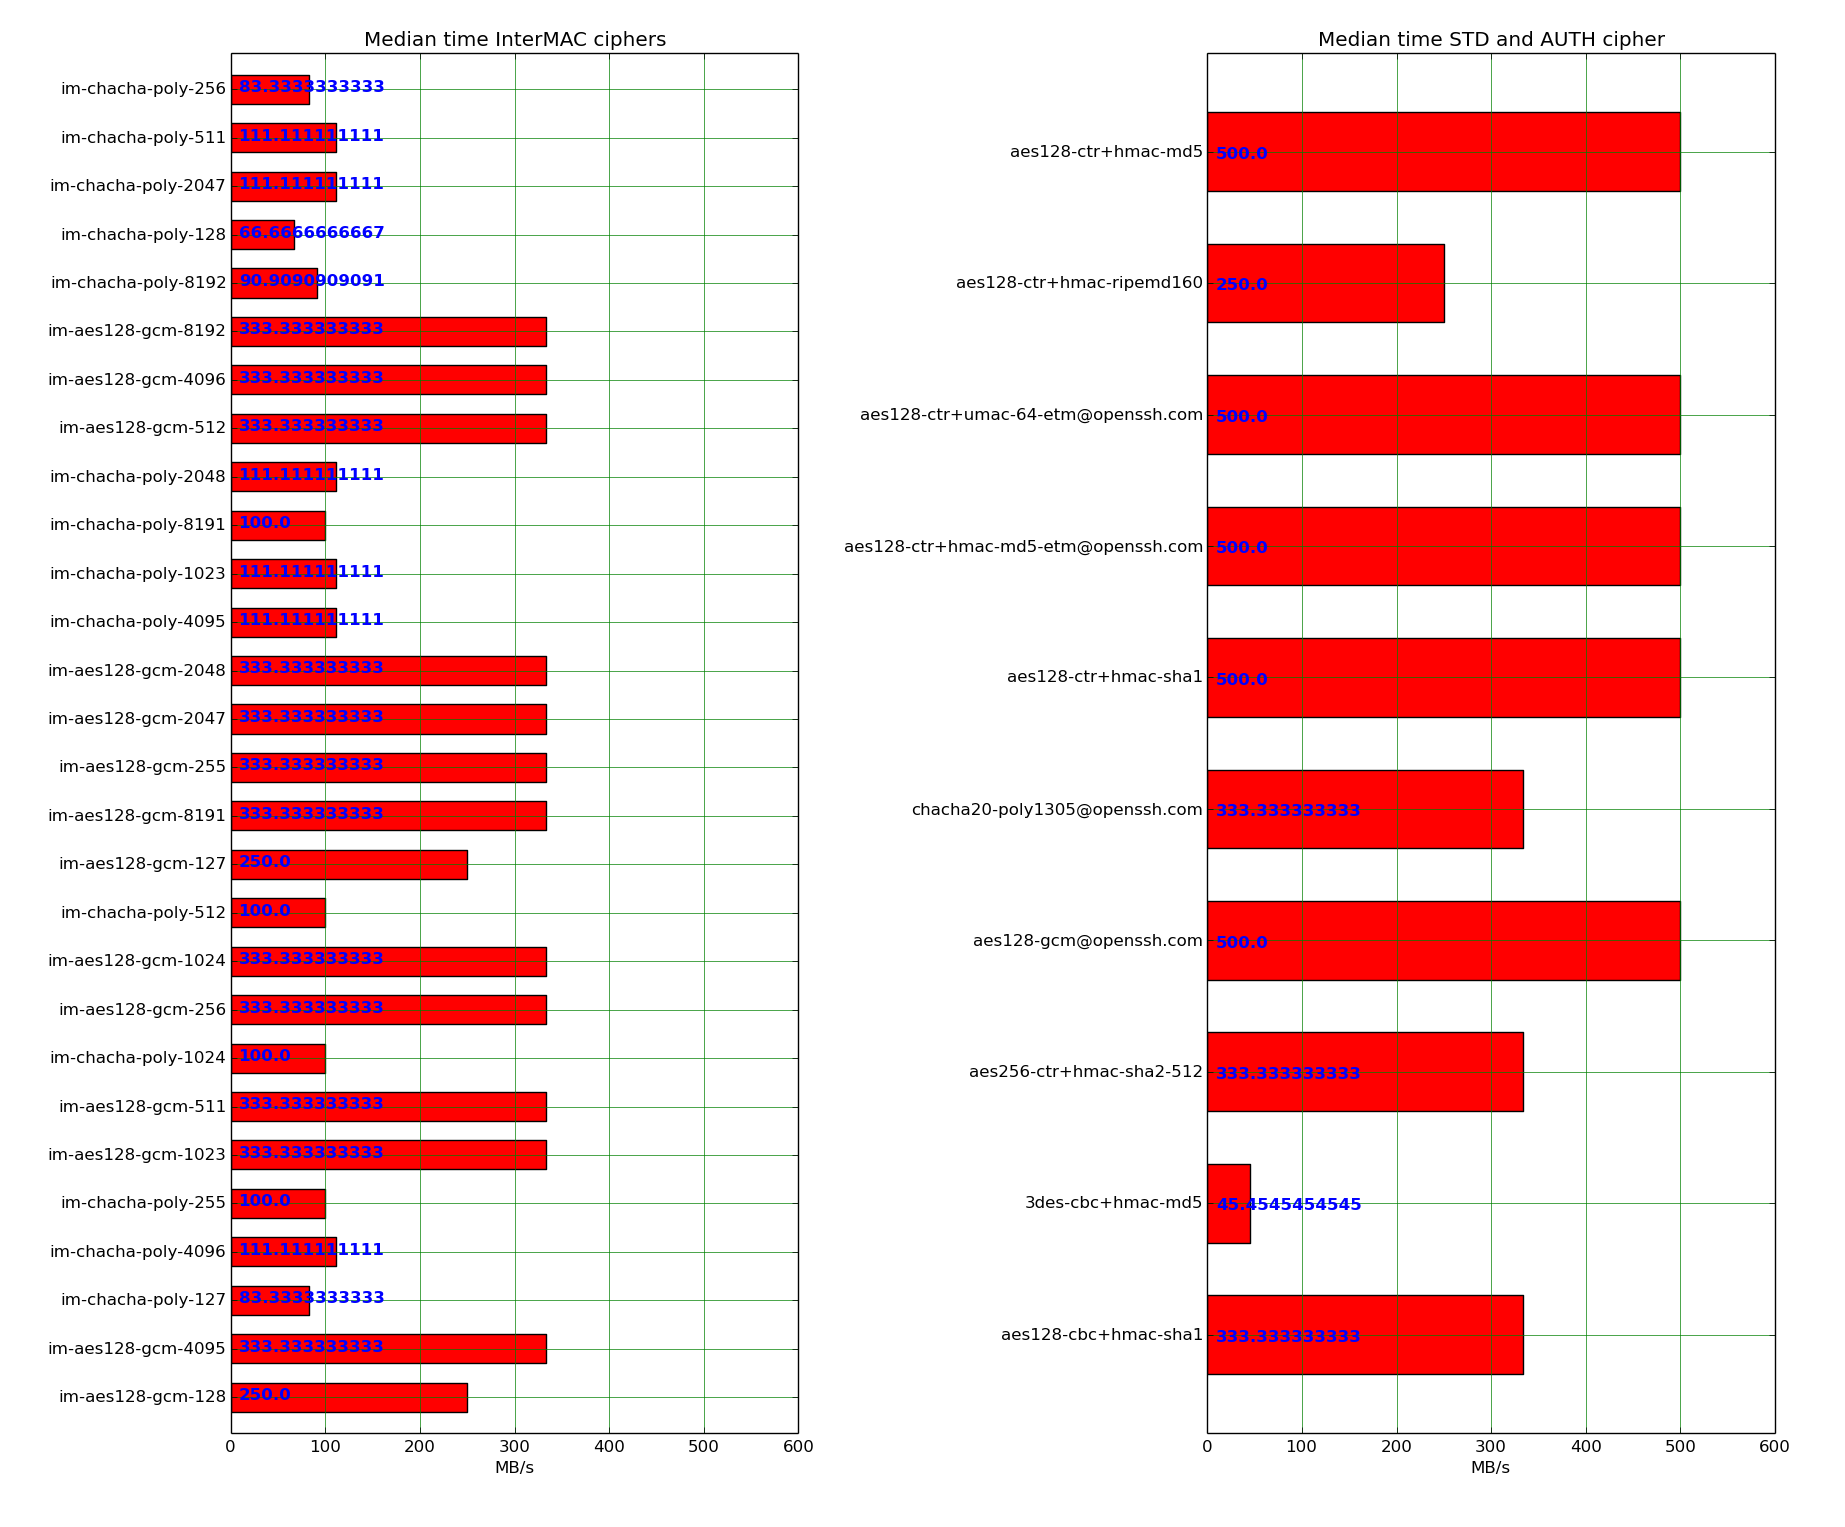 Median time InterMAC ciphers
im-chacha-poly-256 83.3333333333
im-chacha-poly-511 111.111111111
im-chacha-poly-2047 111.111111111
im-chacha-poly-128 66.6666666667
im-chacha-poly-8192 90.9090909091
im-aes128-gcm-8192 333.333333333
im-aes128-gcm-4096 333.333333333
im-aes128-gcm-512 333.333333333
im-chacha-poly-2048 111.111111111
im-chacha-poly-8191 100.0
im-chacha-poly-1023 111.111111111
im-chacha-poly-4095 111.111111111
im-aes128-gcm-2048 333.333333333
im-aes128-gcm-2047 333.333333333
im-aes128-gcm-255 333.333333333
im-aes128-gcm-8191 333.333333333
im-aes128-gcm-127 250.0
im-chacha-poly-512 100.0
im-aes128-gcm-1024 333.333333333
im-aes128-gcm-256 333.333333333
im-chacha-poly-1024 100.0
im-aes128-gcm-511 333.333333333
im-aes128-gcm-1023 333.333333333
im-chacha-poly-255 100.0
im-chacha-poly-4096 111.111111111
im-chacha-poly-127 83.3333333333
im-aes128-gcm-4095 333.333333333
im-aes128-gcm-128 250.0
0 100 200 300 400 500 600
MB/s
Median time STD and AUTH cipher
aes128-ctr+hmac-md5 500.0
aes128-ctr+hmac-ripemd160 250.0
aes128-ctr+umac-64-etm@openssh.com 500.0
aes128-ctr+hmac-md5-etm@openssh.com 500.0
aes128-ctr+hmac-sha1 500.0
chacha20-poly1305@openssh.com 333.333333333
aes128-gcm@openssh.com 500.0
aes256-ctr+hmac-sha2-512 333.333333333
3des-cbc+hmac-md5 45.4545454545
aes128-cbc+hmac-sha1 333.333333333
0 100 200 300 400 500 600
MB/s